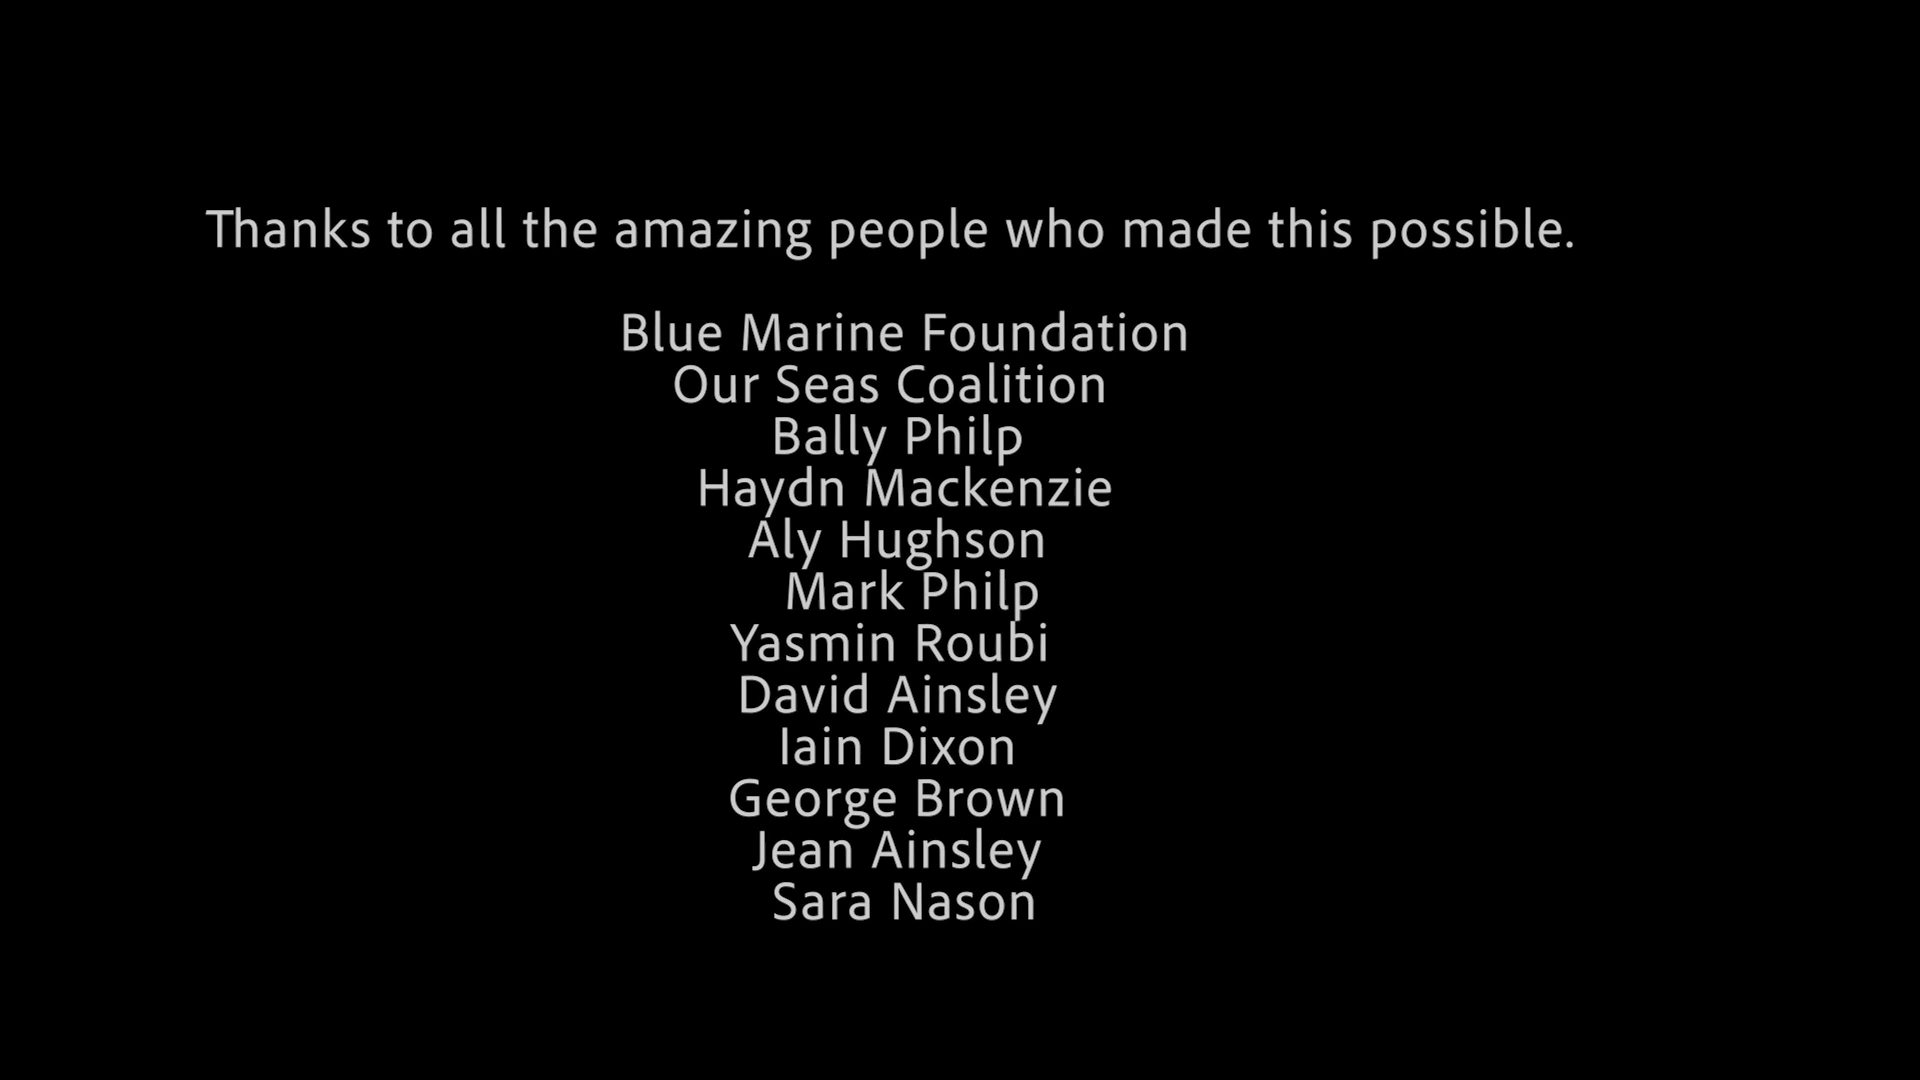 Thanks to all the amazing people who made this possible.
Blue Marine Foundation
Our Seas Coalition
Bally Philp
Haydn Mackenzie
Aly Hughson
Mark Philp
Yasmin Roubi
David Ainsley
Iain Dixon
George Brown
Jean Ainsley
Sara Nason